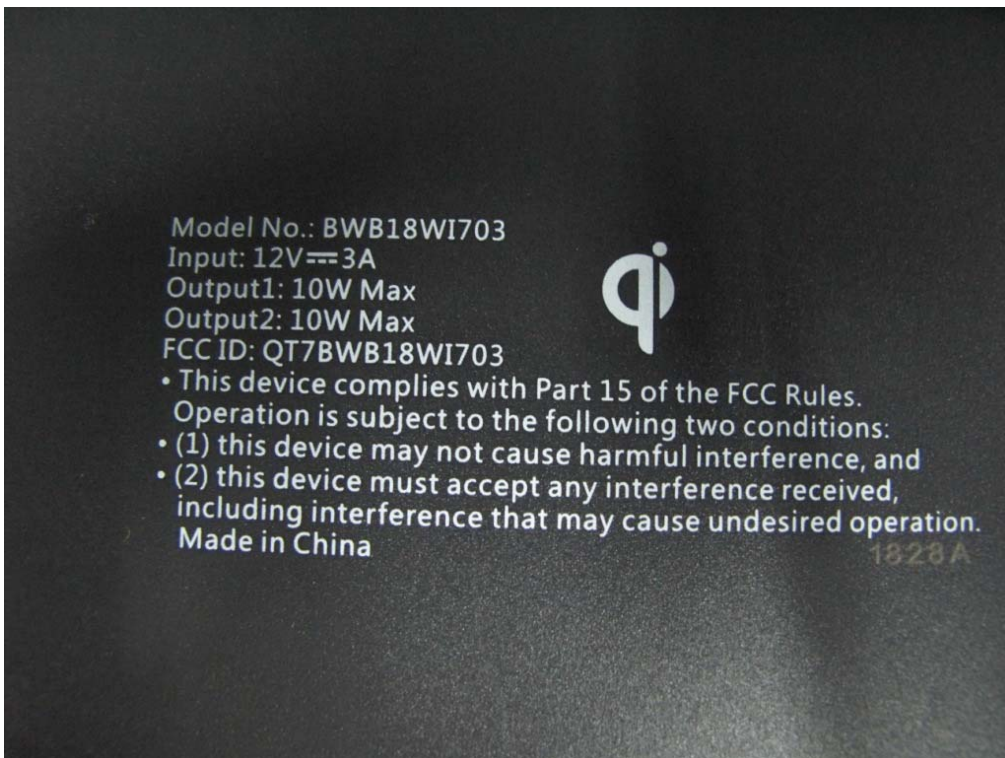 Model No.: BWB18WI703
Input: 12V⎓3A
Output1: 10W Max
Output2: 10W Max
FCC ID: QT7BWB18WI703
• This device complies with Part 15 of the FCC Rules.
Operation is subject to the following two conditions:
• (1) this device may not cause harmful interference, and
• (2) this device must accept any interference received,
including interference that may cause undesired operation.
Made in China
1828A
qi